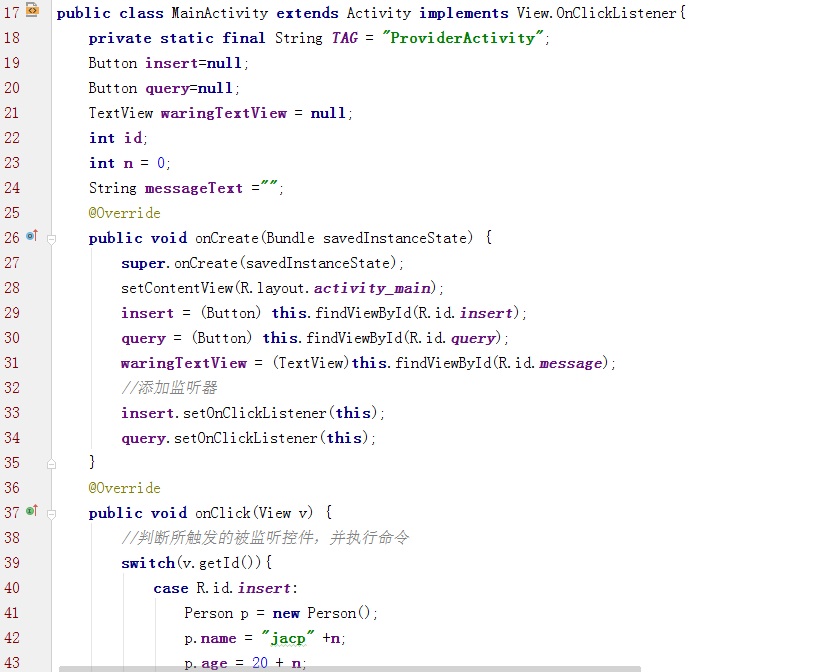 17 public class MainActivity extends Activity implements View.OnClickListener{
18 private static final String TAG = "ProviderActivity";
19 Button insert=null;
20 Button query=null;
21 TextView waringTextView = null;
22 int id;
23 int n = 0;
24 String messageText ="";
25 @Override
26 public void onCreate(Bundle savedInstanceState) {
27 super.onCreate(savedInstanceState);
28 setContentView(R.layout.activity_main);
29 insert = (Button) this.findViewById(R.id.insert);
30 query = (Button) this.findViewById(R.id.query);
31 waringTextView = (TextView)this.findViewById(R.id.message);
32 //添加监听器
33 insert.setOnClickListener(this);
34 query.setOnClickListener(this);
35 }
36 @Override
37 public void onClick(View v) {
38 //判断所触发的被监听控件，并执行命令
39 switch(v.getId()){
40 case R.id.insert:
41 Person p = new Person();
42 p.name = "jacp" +n;
43 p.age = 20 + n;